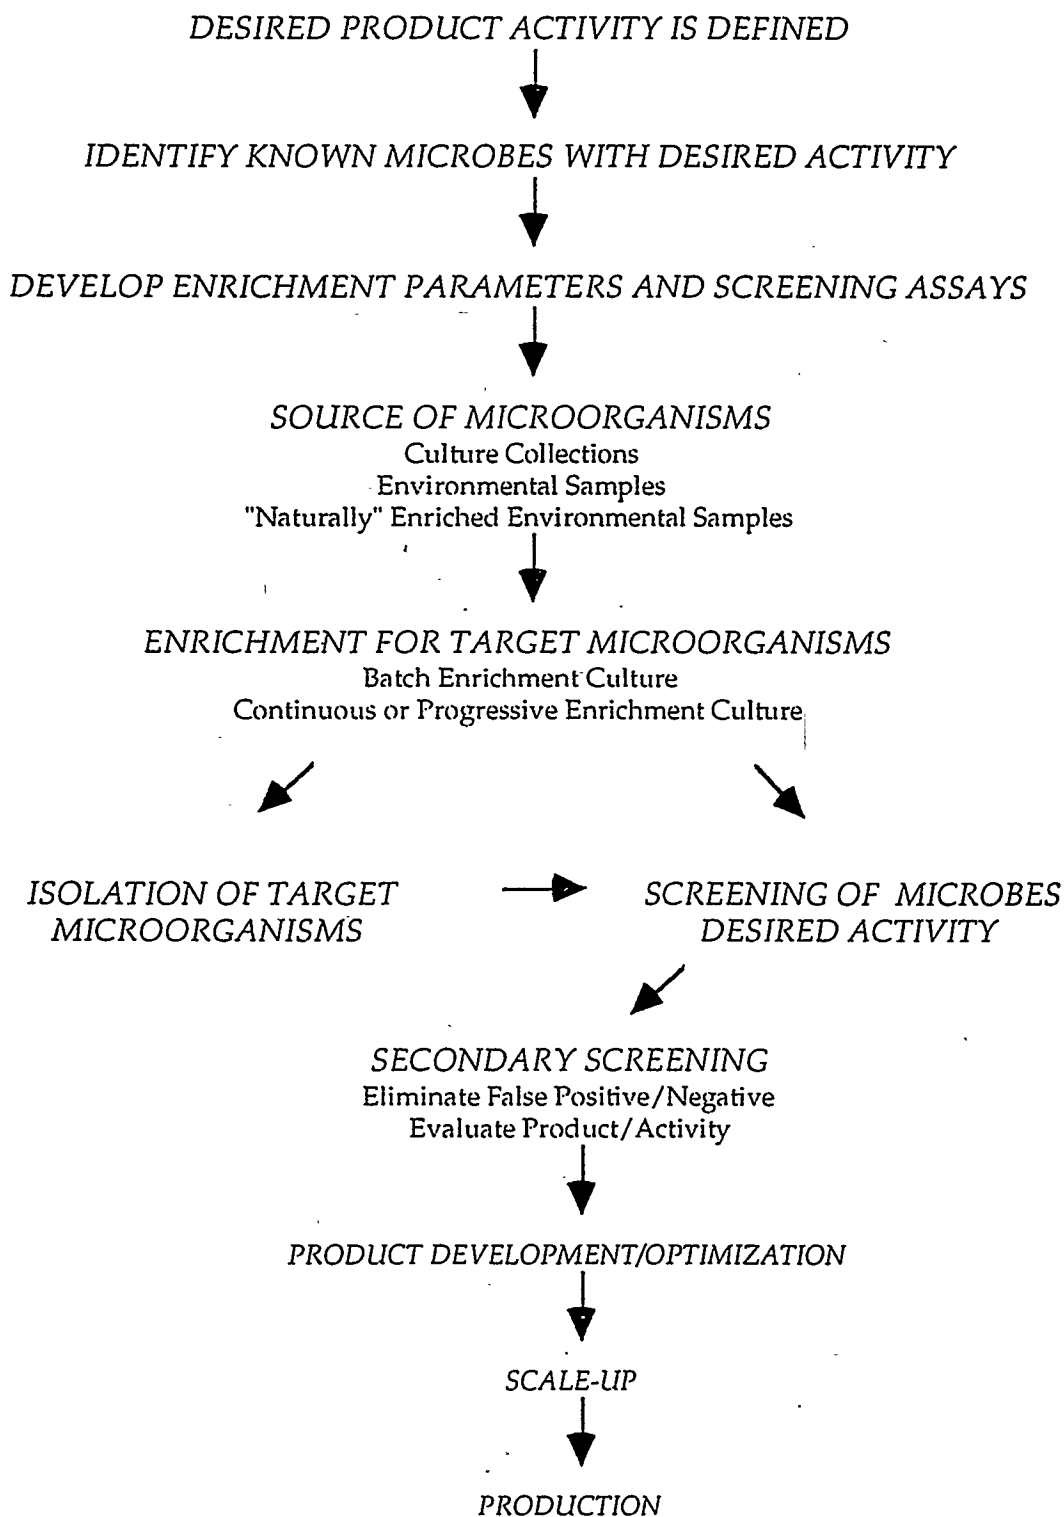 DESIRED PRODUCT ACTIVITY IS DEFINED
IDENTIFY KNOWN MICROBES WITH DESIRED ACTIVITY
DEVELOP ENRICHMENT PARAMETERS AND SCREENING ASSAYS
SOURCE OF MICROORGANISMS
Culture Collections
Environmental Samples
"Naturally" Enriched Environmental Samples
ENRICHMENT FOR TARGET MICROORGANISMS
Batch Enrichment Culture
Continuous or Progressive Enrichment Culture
ISOLATION OF TARGET
MICROORGANISMS
SCREENING OF MICROBES
DESIRED ACTIVITY
SECONDARY SCREENING
Eliminate False Positive/Negative
Evaluate Product/Activity
PRODUCT DEVELOPMENT/OPTIMIZATION
SCALE-UP
PRODUCTION